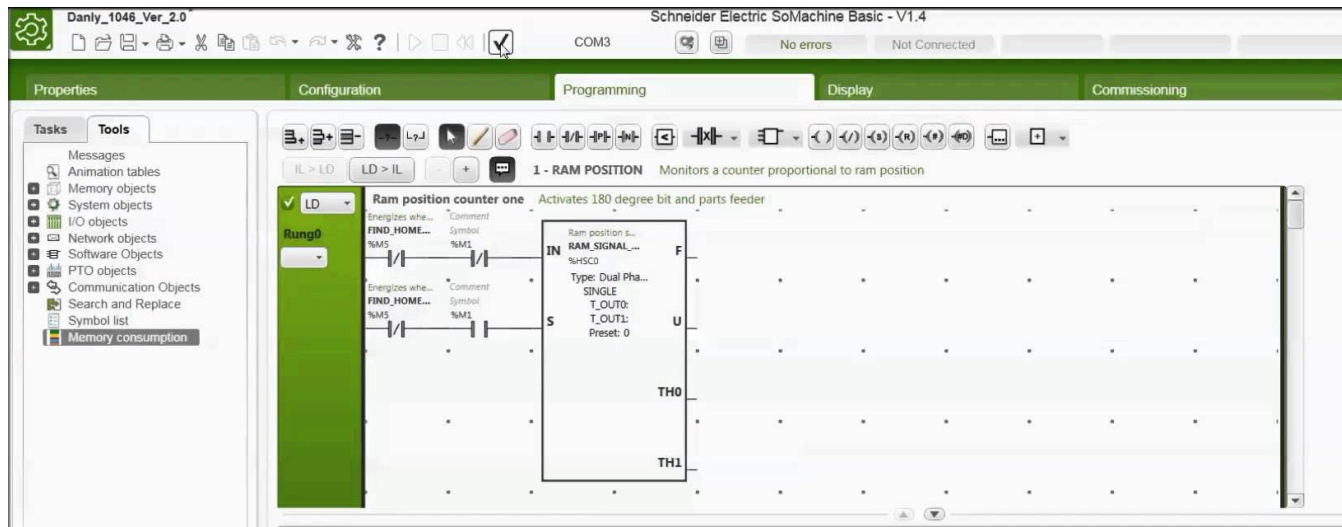 Danly_1046_Ver_2.0*
Schneider Electric SoMachine Basic - V1.4
COM3
No errors
Not Connected
Properties
Configuration
Programming
Display
Commissioning
Tasks
Tools
Messages
Animation tables
Memory objects
System objects
I/O objects
Network objects
Software Objects
PTO objects
Communication Objects
Search and Replace
Symbol list
Memory consumption
IL > LD
LD > IL
1 - RAM POSITION Monitors a counter proportional to ram position
LD
Rung0
Ram position counter one Activates 180 degree bit and parts feeder
Energizes whe... Comment
FIND_HOME... Symbol
%M5 %M1
Energizes whe... Comment
FIND_HOME... Symbol
%M5 %M1
Ram position s...
IN RAM_SIGNAL_... F
%HSC0
Type: Dual Pha...
SINGLE
T_OUT0:
S T_OUT1: U
Preset: 0
TH0
TH1